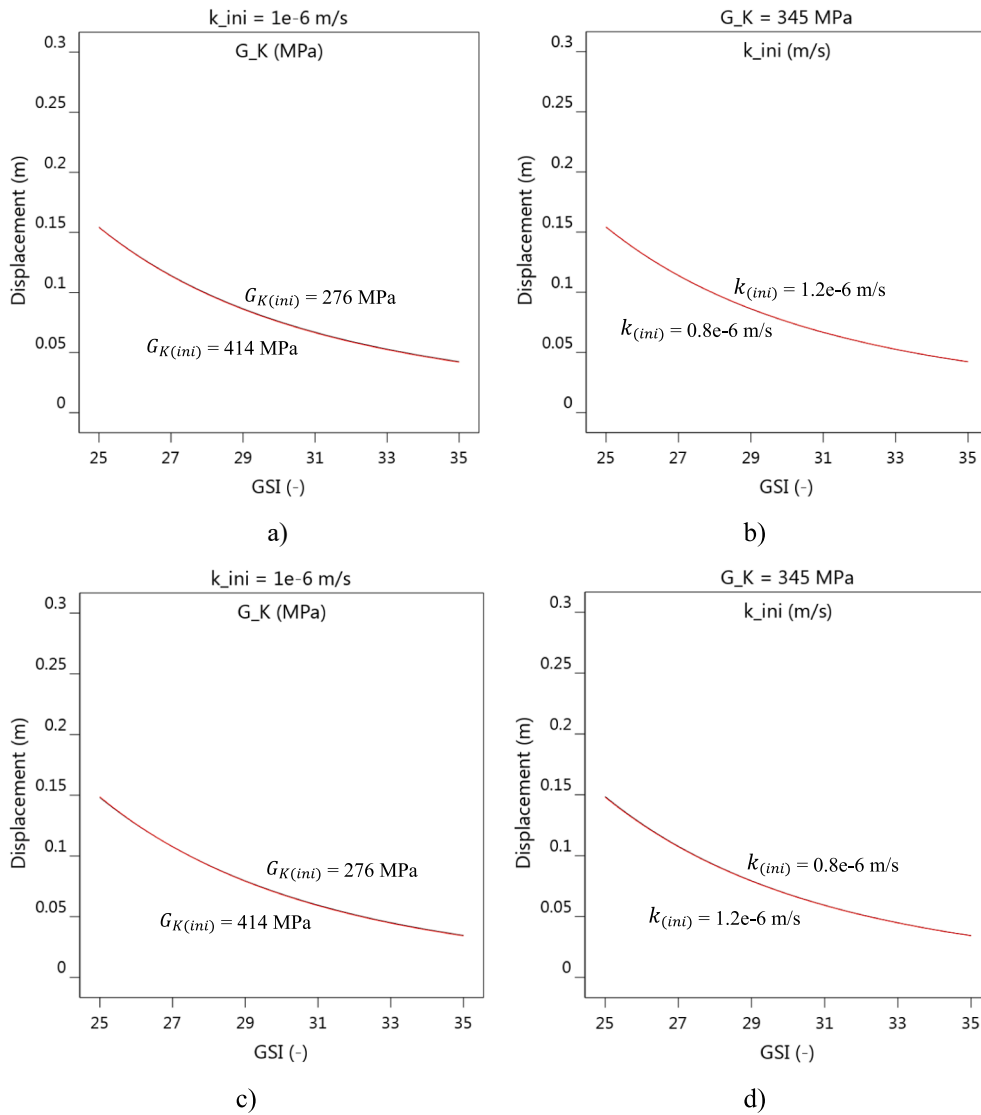 k_ini = 1e-6 m/s
G_K (MPa)
Displacement (m)
0.3
0.25
0.2
0.15
0.1
0.05
0
G_K(ini) = 276 MPa
G_K(ini) = 414 MPa
25 27 29 31 33 35
GSI (-)
a)
G_K = 345 MPa
k_ini (m/s)
Displacement (m)
0.3
0.25
0.2
0.15
0.1
0.05
0
k_(ini) = 1.2e-6 m/s
k_(ini) = 0.8e-6 m/s
25 27 29 31 33 35
GSI (-)
b)
k_ini = 1e-6 m/s
G_K (MPa)
Displacement (m)
0.3
0.25
0.2
0.15
0.1
0.05
0
G_K(ini) = 276 MPa
G_K(ini) = 414 MPa
25 27 29 31 33 35
GSI (-)
c)
G_K = 345 MPa
k_ini (m/s)
Displacement (m)
0.3
0.25
0.2
0.15
0.1
0.05
0
k_(ini) = 0.8e-6 m/s
k_(ini) = 1.2e-6 m/s
25 27 29 31 33 35
GSI (-)
d)